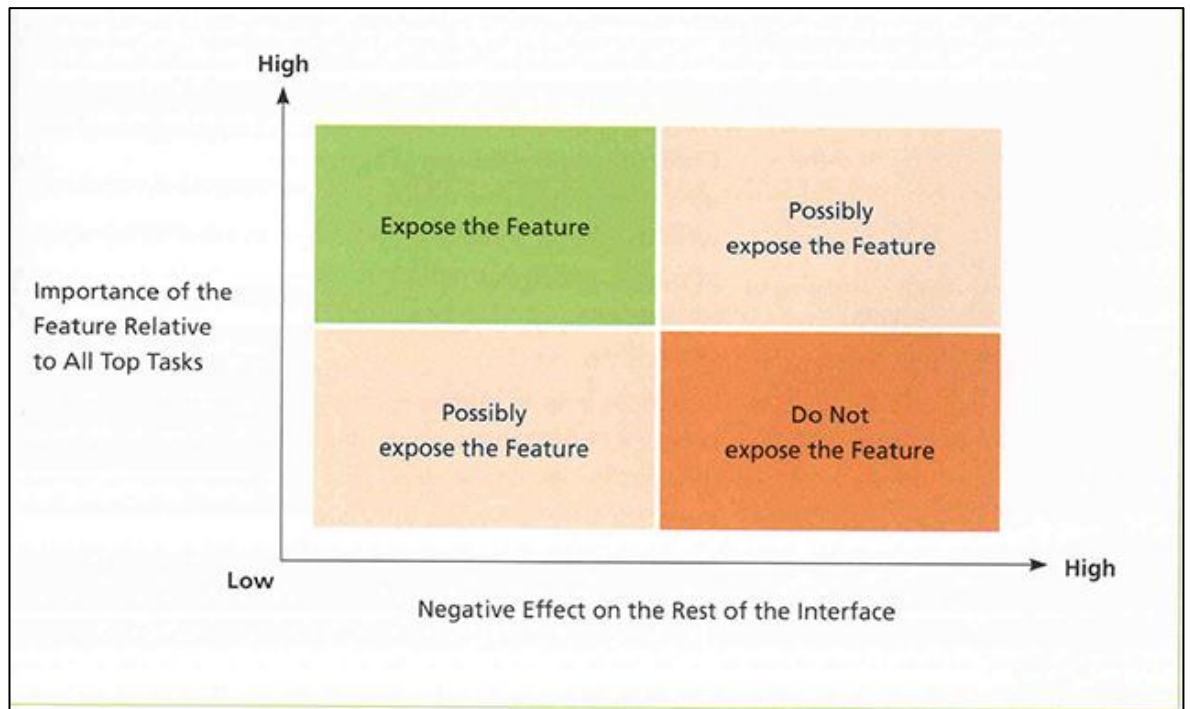 High
Expose the Feature
Possibly
expose the Feature
Importance of the
Feature Relative
to All Top Tasks
Possibly
expose the Feature
Do Not
expose the Feature
Low
High
Negative Effect on the Rest of the Interface